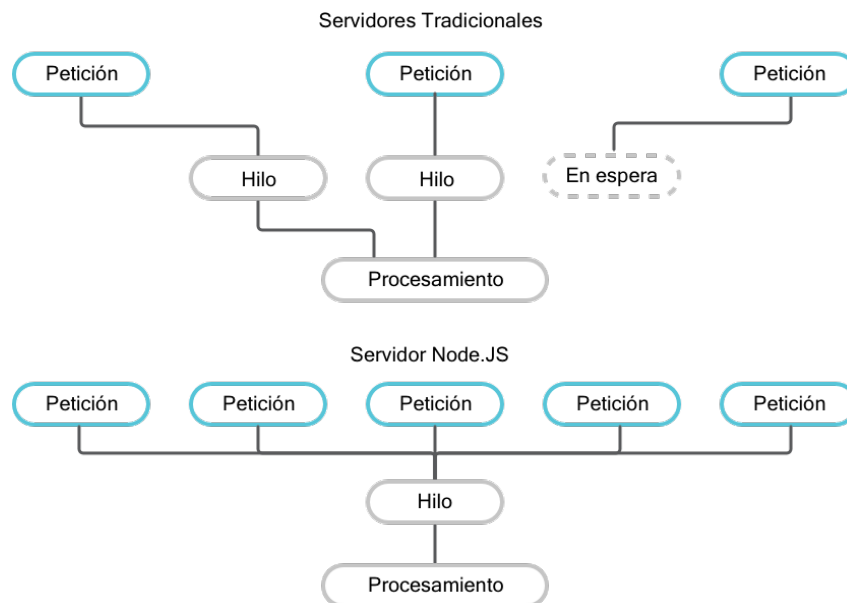 Servidores Tradicionales
Petición
Petición
Petición
Hilo
Hilo
En espera
Procesamiento
Servidor Node.JS
Petición
Petición
Petición
Petición
Petición
Hilo
Procesamiento